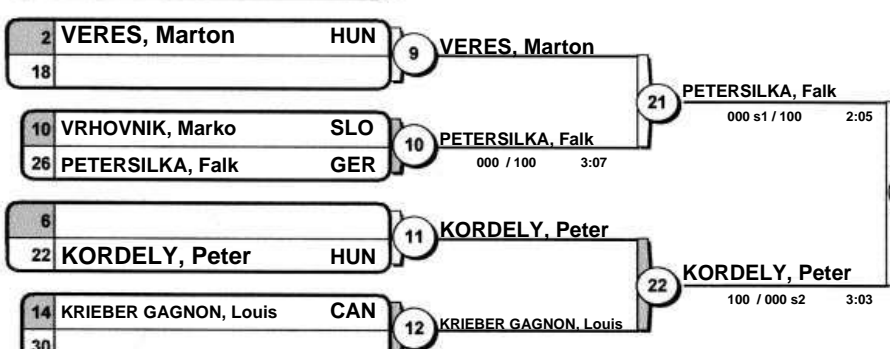 2 VERES, Marton HUN
18
9
VERES, Marton
10 VRHOVNIK, Marko SLO
26 PETERSILKA, Falk GER
10
PETERSILKA, Falk
000 / 100 3:07
21
PETERSILKA, Falk
000 s1 / 100 2:05
6
22 KORDELY, Peter HUN
11
KORDELY, Peter
14 KRIEBER GAGNON, Louis CAN
30
12
KRIEBER GAGNON, Louis
22
KORDELY, Peter
100 / 000 s2 3:03